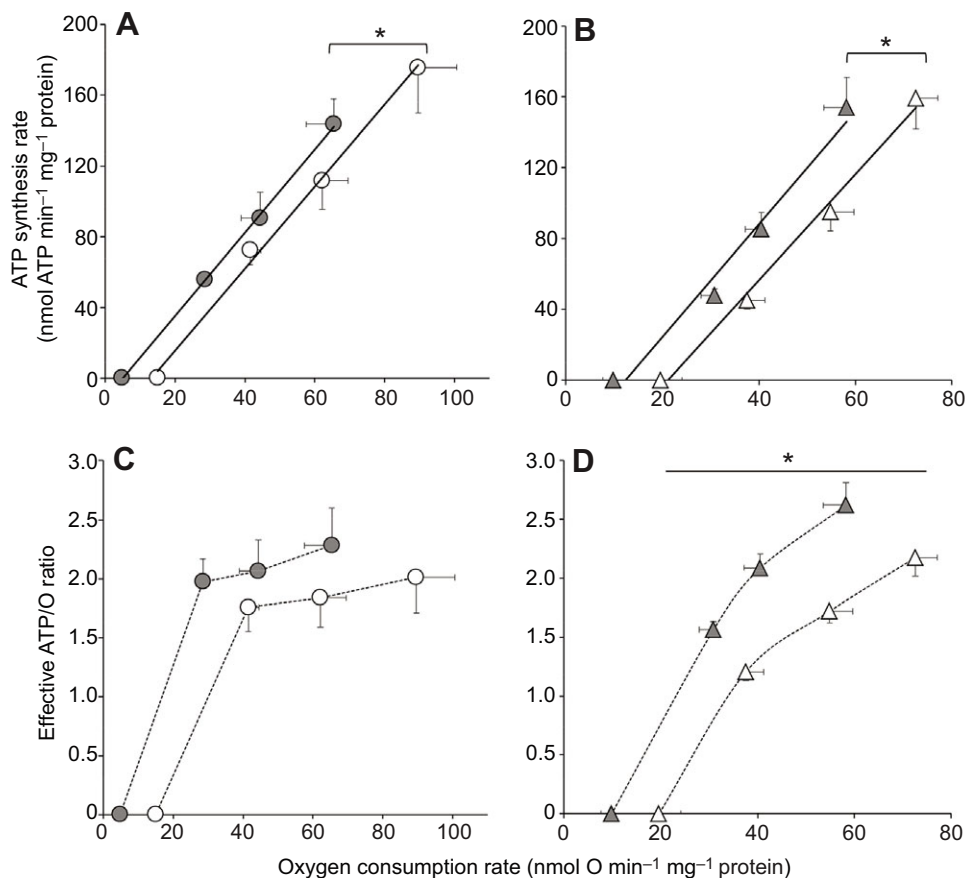 A
*
200
160
120
80
40
0
0 20 40 60 80 100
ATP synthesis rate
(nmol ATP min⁻¹ mg⁻¹ protein)
B
*
200
160
120
80
40
0
0 20 40 60 80
C
3.0
2.5
2.0
1.5
1.0
0.5
0
0 20 40 60 80 100
Effective ATP/O ratio
D
*
3.0
2.5
2.0
1.5
1.0
0.5
0
0 20 40 60 80
Oxygen consumption rate (nmol O min⁻¹ mg⁻¹ protein)